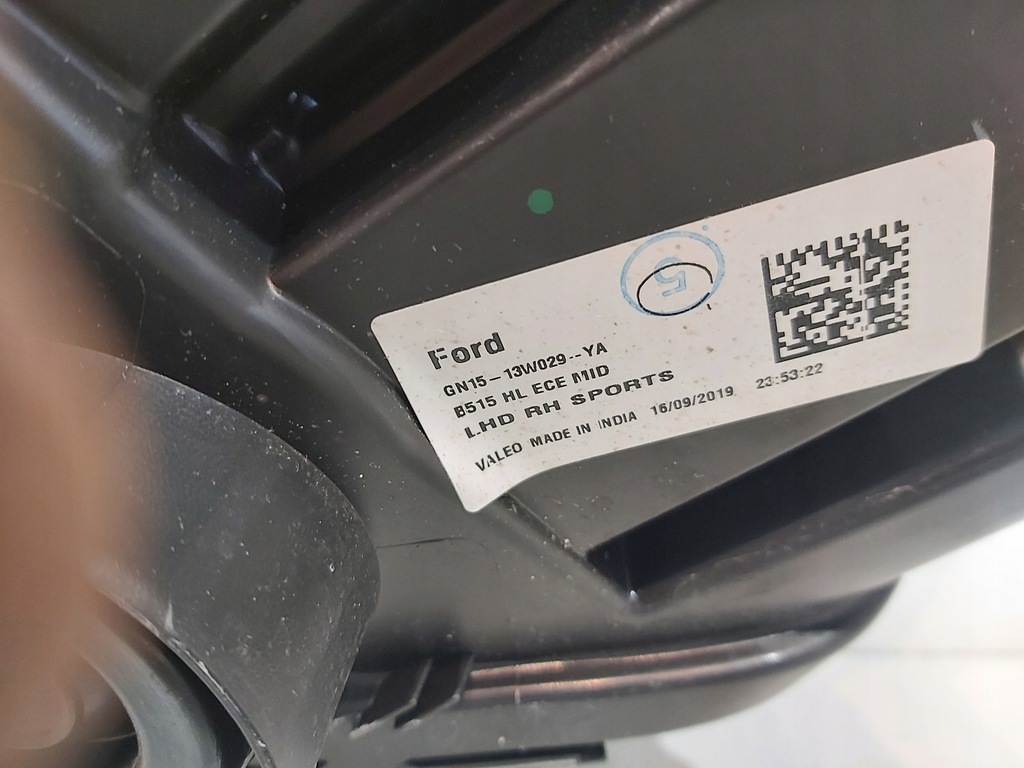 5
Ford
GN15-13W029--YA
B515 HL ECE MID
LHD RH SPORTS
VALEO MADE IN INDIA 16/09/2019 23:53:22